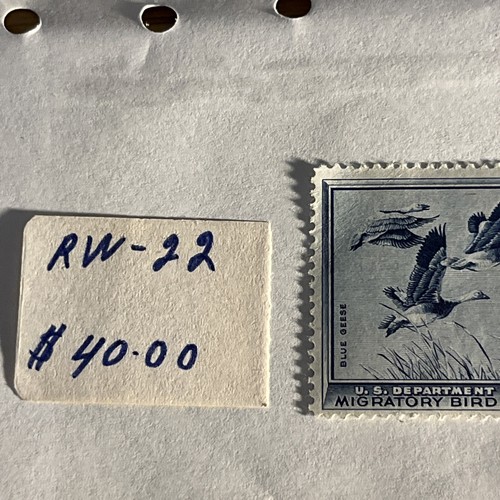 RW-22
$40.00
BLUE GEESE
U.S. DEPARTMENT
MIGRATORY BIRD